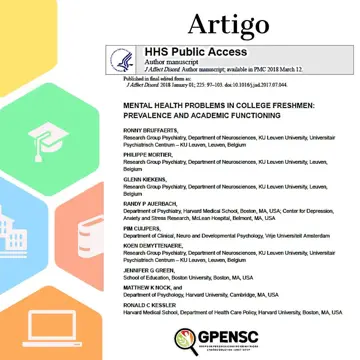 Artigo
HHS Public Access
Author manuscript
J Affect Disord. Author manuscript; available in PMC 2018 March 12.
Published in final edited form as:
J Affect Disord. 2018 January 01; 225: 97–103. doi:10.1016/j.jad.2017.07.044.
MENTAL HEALTH PROBLEMS IN COLLEGE FRESHMEN:
PREVALENCE AND ACADEMIC FUNCTIONING
RONNY BRUFFAERTS,
Research Group Psychiatry, Department of Neurosciences, KU Leuven University, Universitair
Psychiatrisch Centrum – KU Leuven, Leuven, Belgium
PHILIPPE MORTIER,
Research Group Psychiatry, Department of Neurosciences, KU Leuven University, Leuven,
Belgium
GLENN KIEKENS,
Research Group Psychiatry, Department of Neurosciences, KU Leuven University, Leuven,
Belgium
RANDY P AUERBACH,
Department of Psychiatry, Harvard Medical School, Boston, MA, USA; Center for Depression,
Anxiety and Stress Research, McLean Hospital, Belmont, MA, USA
PIM CUIJPERS,
Department of Clinical, Neuro and Developmental Psychology, Vrije Universiteit Amsterdam
KOEN DEMYTTENAERE,
Research Group Psychiatry, Department of Neurosciences, KU Leuven University, Universitair
Psychiatrisch Centrum – KU Leuven, Leuven, Belgium
JENNIFER G GREEN,
School of Education, Boston University, Boston, MA, USA
MATTHEW K NOCK, and
Department of Psychology, Harvard University, Cambridge, MA, USA
RONALD C KESSLER
Harvard Medical School, Department of Health Care Policy, Harvard University, Boston, MA, USA
GPENSC